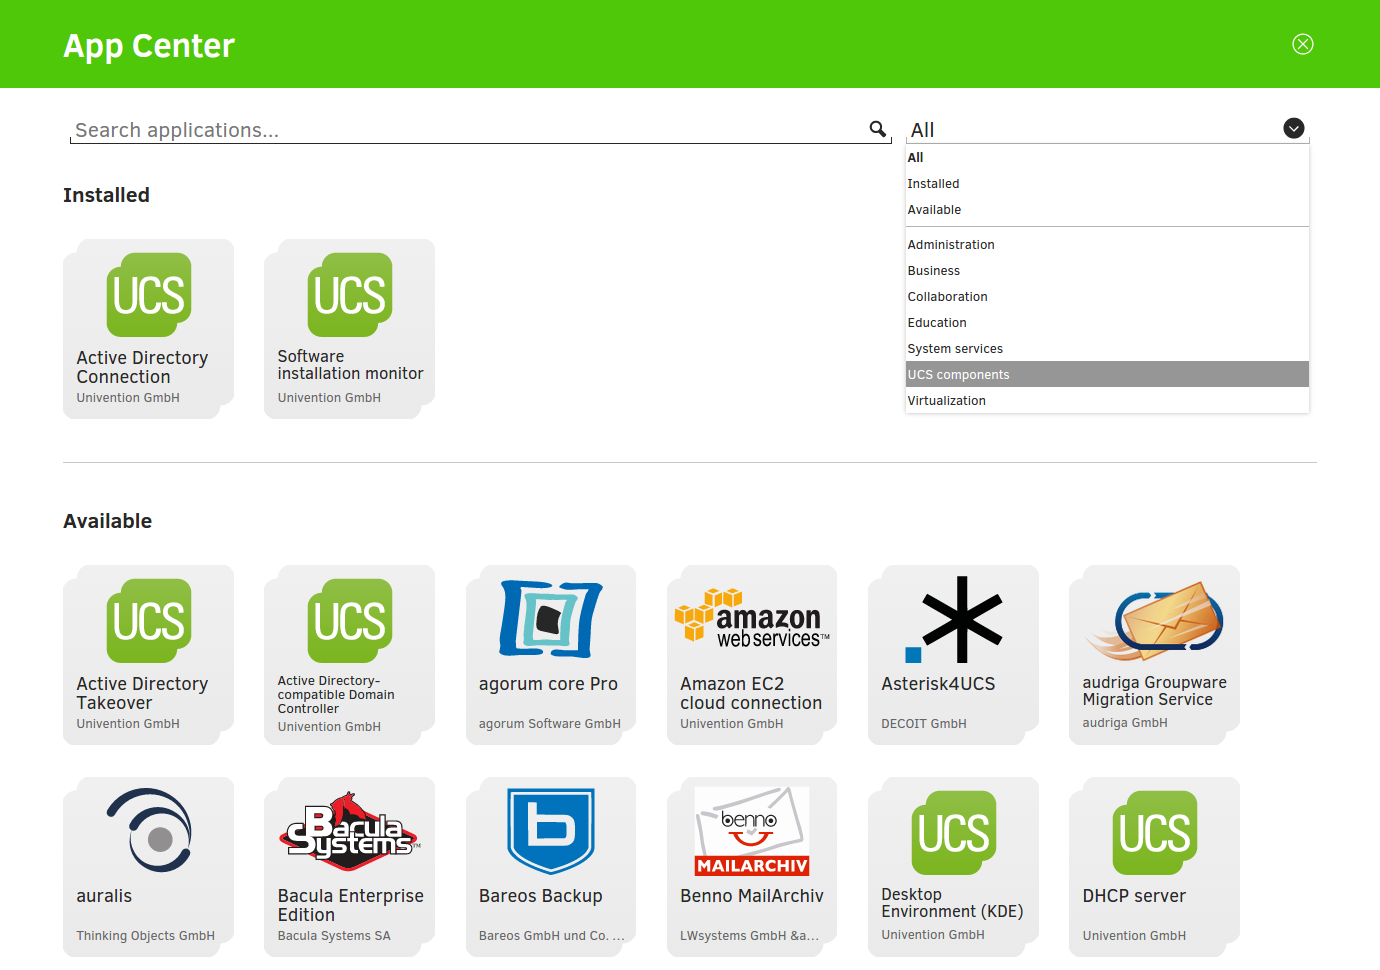 App Center
Search applications...
All
All
Installed
Available
Administration
Business
Collaboration
Education
System services
UCS components
Virtualization
Installed
UCS
Active Directory
Connection
Univention GmbH
UCS
Software
installation monitor
Univention GmbH
Available
UCS
Active Directory
Takeover
Univention GmbH
UCS
Active Directory-
compatible Domain
Controller
Univention GmbH
agorum core Pro
agorum Software GmbH
amazon
web services™
Amazon EC2
cloud connection
Univention GmbH
Asterisk4UCS
DECOIT GmbH
audriga Groupware
Migration Service
audriga GmbH
auralis
Thinking Objects GmbH
Bacula
Systems™
Bacula Enterprise
Edition
Bacula Systems SA
b
Bareos Backup
Bareos GmbH und Co. ...
benno
MAILARCHIV
Benno MailArchiv
LWsystems GmbH &a...
UCS
Desktop
Environment (KDE)
Univention GmbH
UCS
DHCP server
Univention GmbH